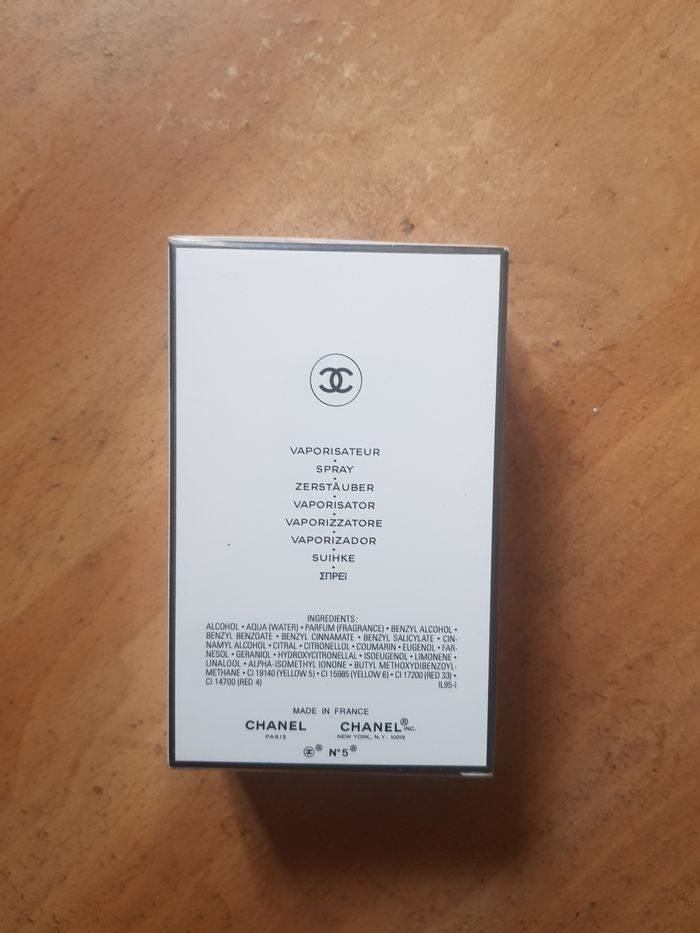 VAPORISATEUR
•
SPRAY
•
ZERSTÄUBER
•
VAPORISATOR
•
VAPORIZZATORE
•
VAPORIZADOR
•
SUIHKE
•
ΣΠΡΕΪ
INGREDIENTS:
ALCOHOL • AQUA (WATER) • PARFUM (FRAGRANCE) • BENZYL ALCOHOL •
BENZYL BENZOATE • BENZYL CINNAMATE • BENZYL SALICYLATE • CIN-
NAMYL ALCOHOL • CITRAL • CITRONELLOL • COUMARIN • EUGENOL • FAR-
NESOL • GERANIOL • HYDROXYCITRONELLAL • ISOEUGENOL • LIMONENE •
LINALOOL • ALPHA-ISOMETHYL IONONE • BUTYL METHOXYDIBENZOYL-
METHANE • CI 19140 (YELLOW 5) • CI 15985 (YELLOW 6) • CI 17200 (RED 33) •
CI 14700 (RED 4) IL95-I
MADE IN FRANCE
CHANEL CHANEL® INC.
PARIS NEW YORK, N.Y. 10019
® N°5®